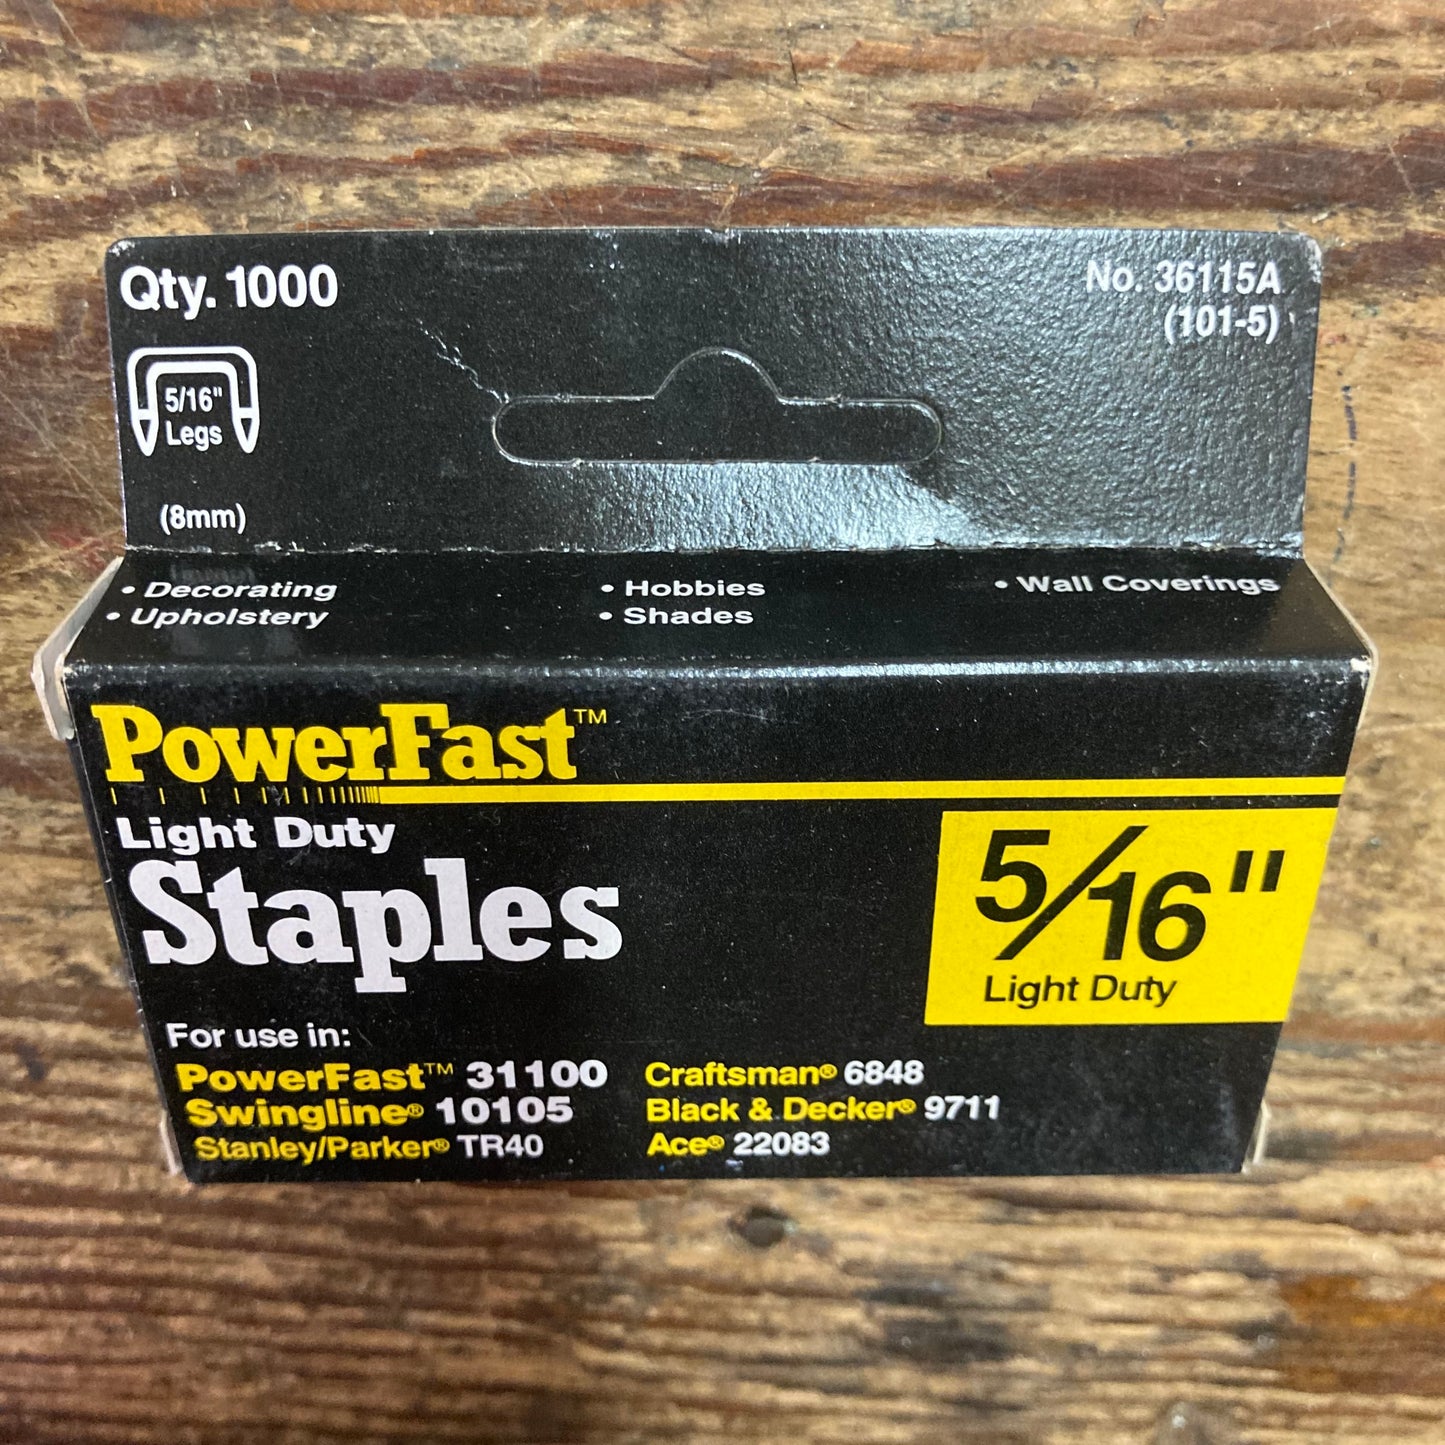 Qty. 1000
No. 36115A
(101-5)
5/16"
Legs
(8mm)
• Decorating
• Upholstery
• Hobbies
• Shades
• Wall Coverings
PowerFast™
Light Duty
Staples
5/16"
Light Duty
For use in:
PowerFast™ 31100
Swingline® 10105
Stanley/Parker® TR40
Craftsman® 6848
Black & Decker® 9711
Ace® 22083